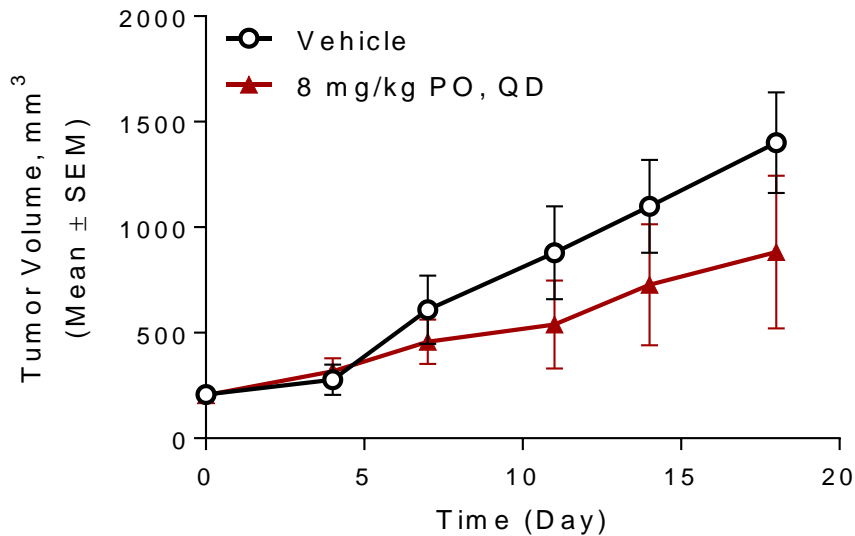 2000
Vehicle
8 mg/kg PO, QD
1500
1000
500
0
Tumor Volume, mm³
(Mean ± SEM)
0 5 10 15 20
Time (Day)